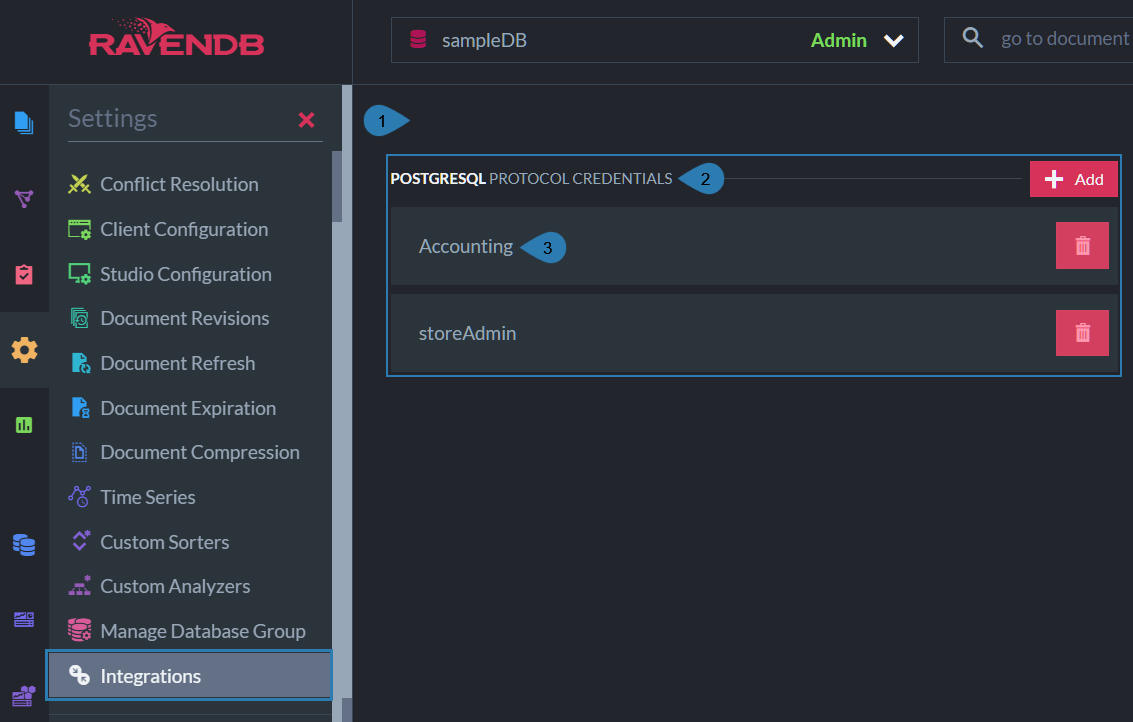 RAVENDB
sampleDB
Admin
go to document
Settings
1
Conflict Resolution
Client Configuration
Studio Configuration
Document Revisions
Document Refresh
Document Expiration
Document Compression
Time Series
Custom Sorters
Custom Analyzers
Manage Database Group
Integrations
POSTGRESQL PROTOCOL CREDENTIALS
2
Add
Accounting
3
storeAdmin